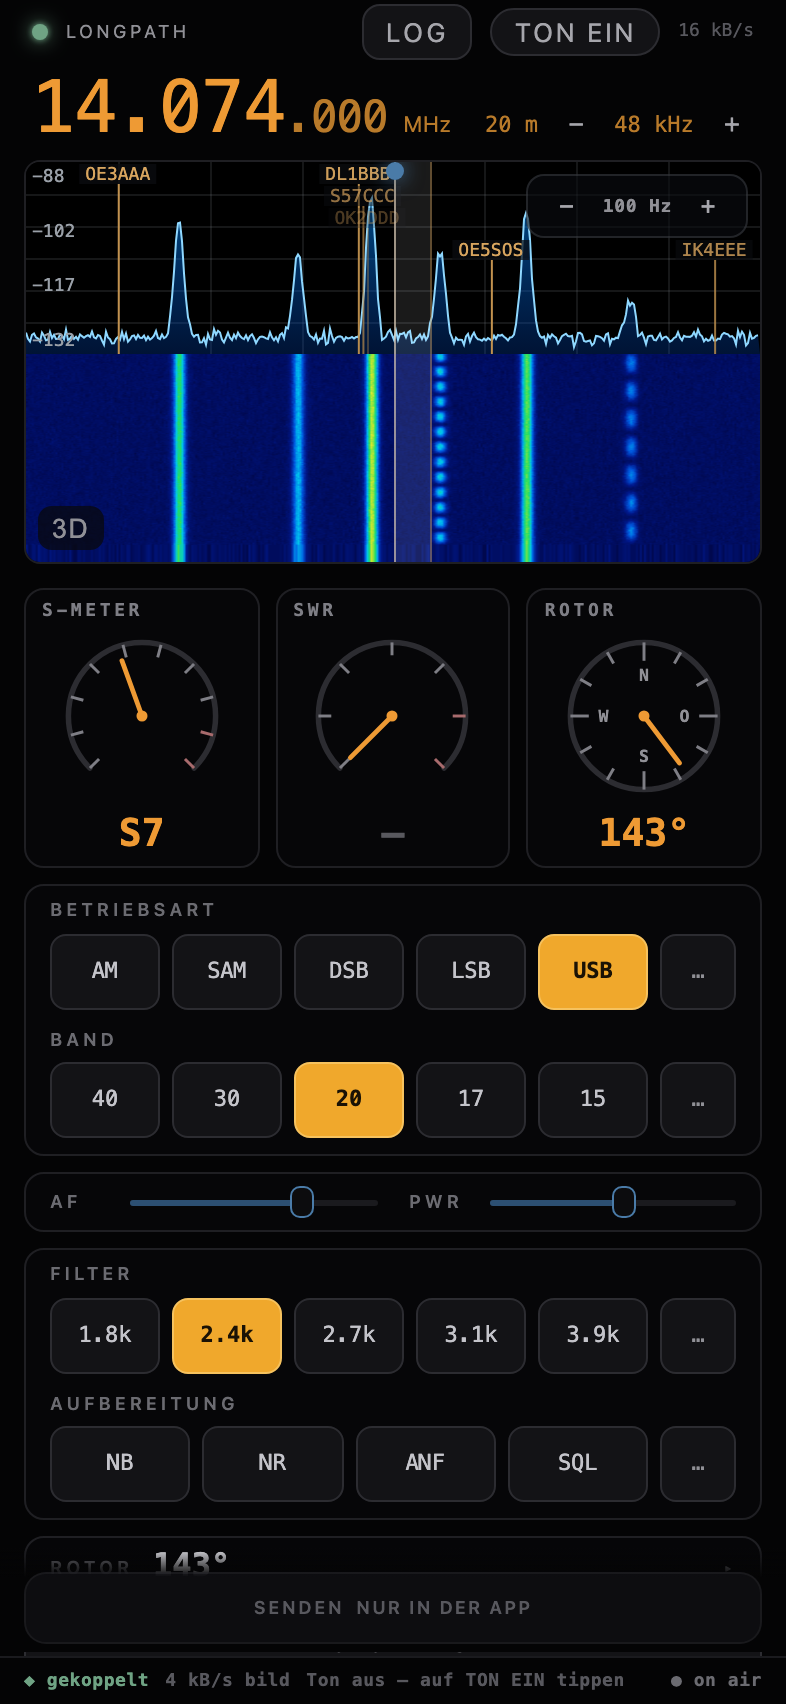 LONGPATH LOG TON EIN 16 kB/s
14.074.000 MHz 20 m − 48 kHz +
−88 OE3AAA DL1BBB
S57CCC − 100 Hz +
OK2DDD
−102
OE5SOS IK4EEE
−117
−132
3D
S−METER SWR ROTOR
N
W O
S
S7 — 143°
BETRIEBSART
AM SAM DSB LSB USB …
BAND
40 30 20 17 15 …
AF PWR
FILTER
1.8k 2.4k 2.7k 3.1k 3.9k …
AUFBEREITUNG
NB NR ANF SQL …
ROTOR 143° ▸
SENDEN NUR IN DER APP
◆ gekoppelt 4 kB/s bild Ton aus — auf TON EIN tippen ● on air